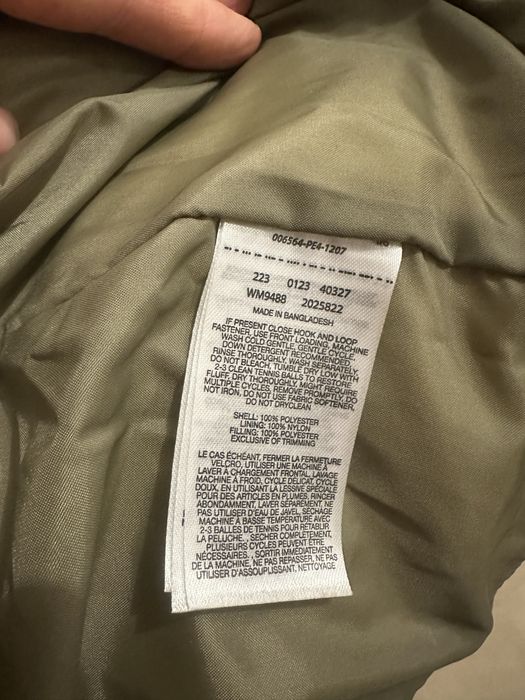 006564-PE4-1207
223 0123 40327
WM9488 2025822
MADE IN BANGLADESH
IF PRESENT CLOSE HOOK AND LOOP
FASTENER, USE FRONT LOADING, MACHINE
WASH COLD GENTLE, GENTLE CYCLE,
DOWN DETERGENT RECOMMENDED,
RINSE THOROUGHLY, WASH SEPARATELY,
DO NOT BLEACH, TUMBLE DRY LOW WITH
2-3 CLEAN TENNIS BALLS TO RESTORE
FLUFF, DRY THOROUGHLY, MIGHT REQUIRE
MULTIPLE CYCLES, REMOVE PROMPTLY, DO
NOT IRON, DO NOT USE FABRIC SOFTENER,
DO NOT DRYCLEAN
SHELL: 100% POLYESTER
LINING: 100% NYLON
FILLING: 100% POLYESTER
EXCLUSIVE OF TRIMMING
LE CAS ÉCHÉANT, FERMER LA FERMETURE
VELCRO, UTILISER UNE MACHINE À
LAVER À CHARGEMENT FRONTAL, LAVAGE
MACHINE À FROID, CYCLE DÉLICAT, CYCLE
DOUX, EN UTILISANT LA LESSIVE SPÉCIALE
POUR DES ARTICLES EN PLUMES, RINCER
ABONDAMMENT, LAVER SÉPARÉMENT, NE
PAS UTILISER D'EAU DE JAVEL, SÉCHAGE
MACHINE À BASSE TEMPÉRATURE AVEC
2-3 BALLES DE TENNIS POUR RÉTABLIR
LA PELUCHE, , SÉCHER COMPLÈTEMENT,
PLUSIEURS CYCLES PEUVENT ÊTRE
NÉCESSAIRES, , SORTIR IMMÉDIATEMENT
DE LA MACHINE, NE PAS REPASSER, NE PAS
UTILISER D'ASSOUPLISSANT, NETTOYAGE